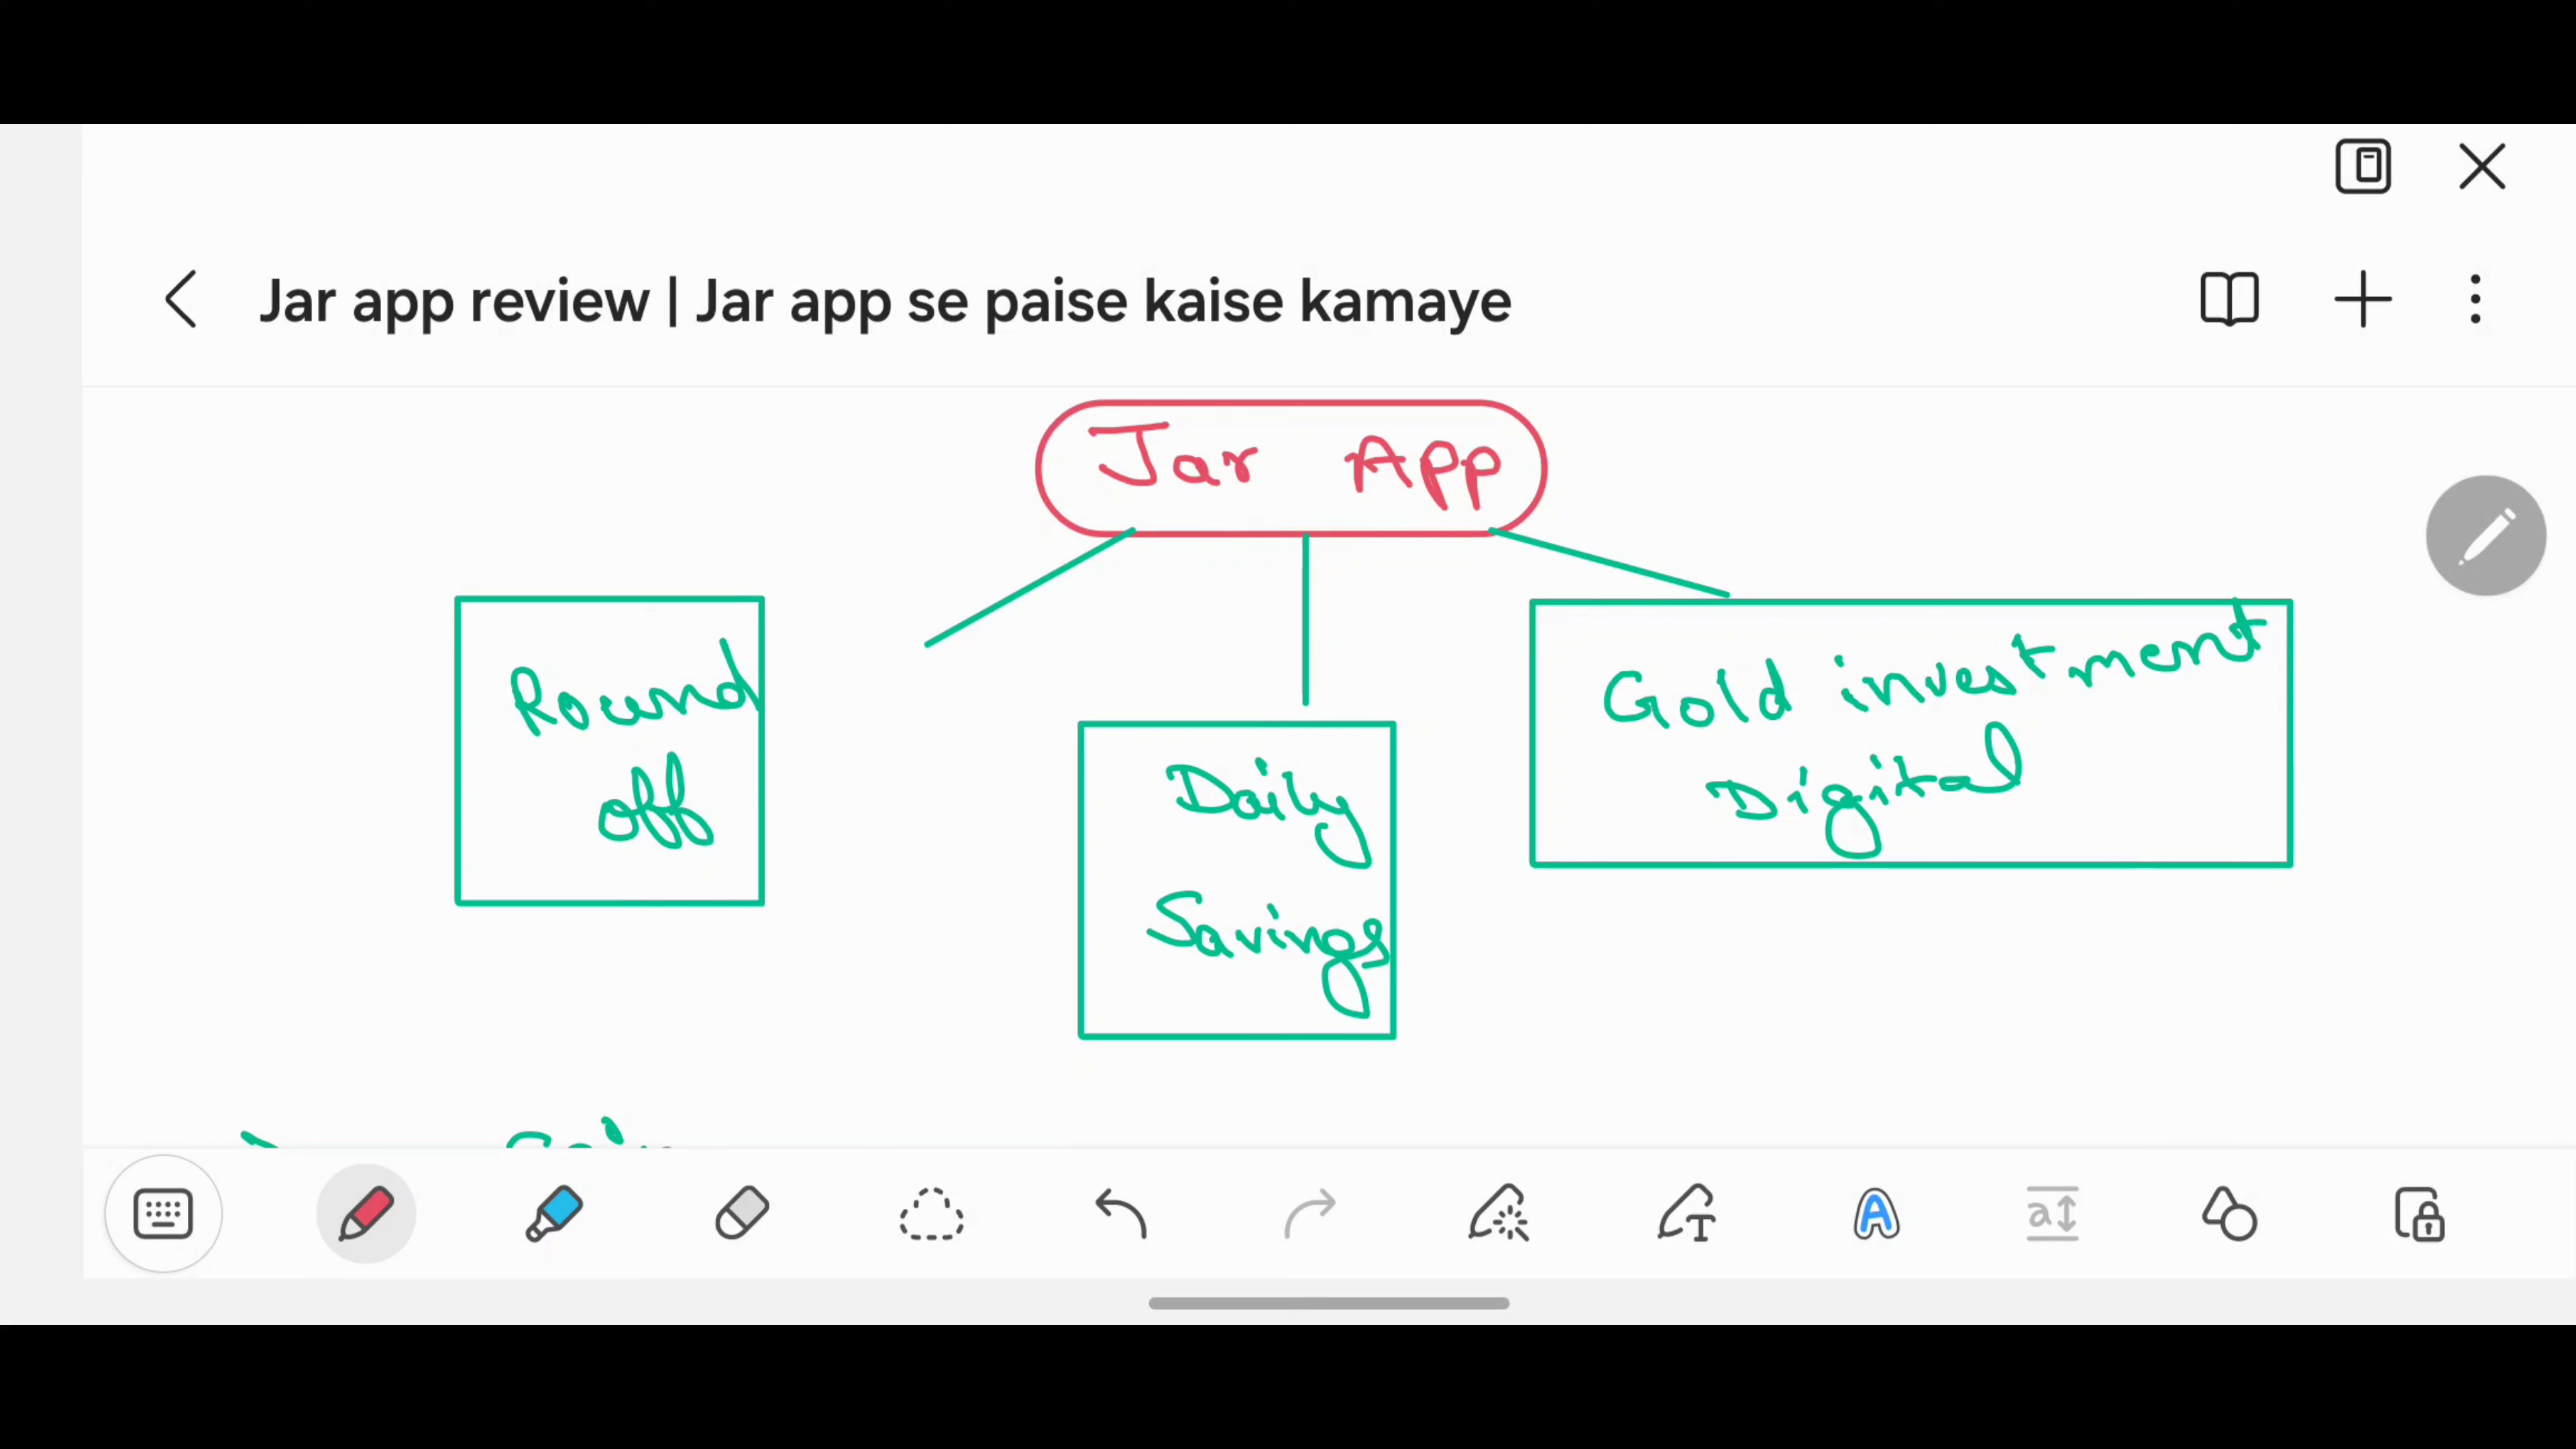 Jar app review | Jar app se paise kaise kamaye
Jar App
Round
off
Daily
Savings
Gold investment
Digital